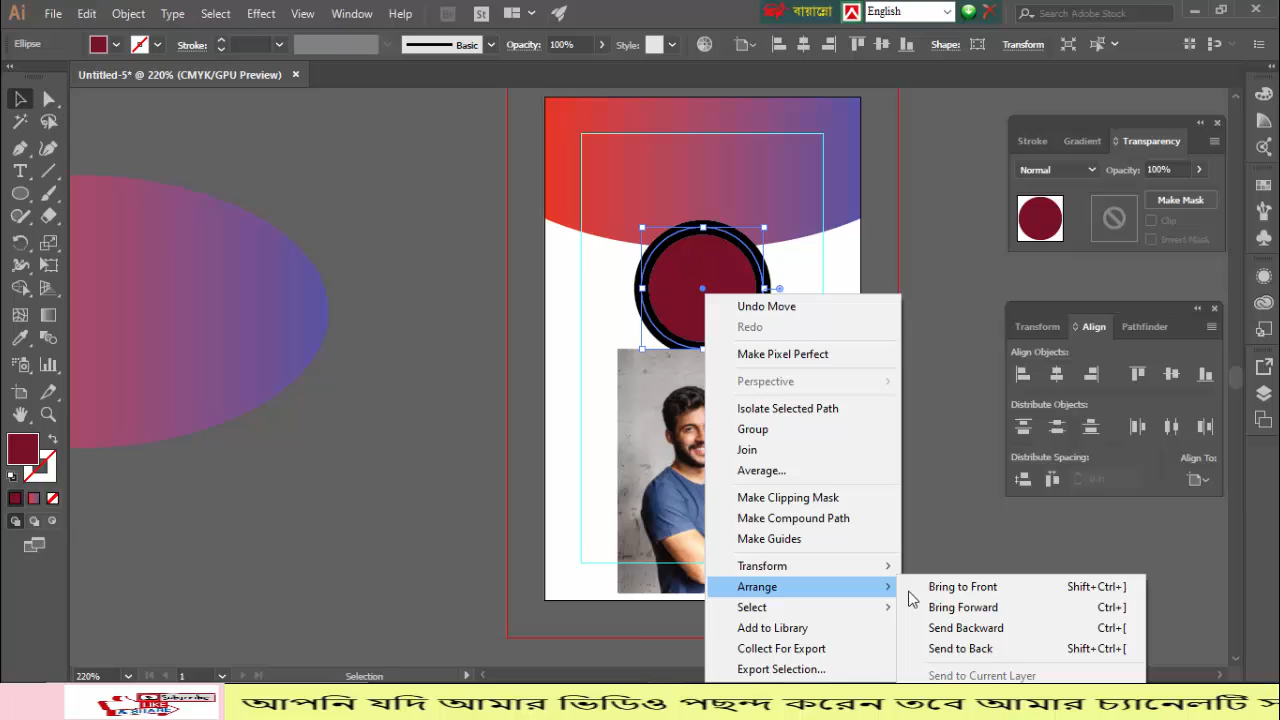 Ai File Edit Object Type Select Effect View Window Help Br St বায়ান্নো English Search Adobe Stock
Ellipse Stroke: Basic Opacity: 100% Style: Shape: Transform
Untitled-5* @ 220% (CMYK/GPU Preview) ×
Stroke Gradient Transparency
Normal Opacity: 100%
Make Mask
Clip
Invert Mask
Transform Align Pathfinder
Align Objects:
Distribute Objects:
Distribute Spacing: Align To:
Undo Move
Redo
Make Pixel Perfect
Perspective
Isolate Selected Path
Group
Join
Average...
Make Clipping Mask
Make Compound Path
Make Guides
Transform
Arrange
Select
Add to Library
Collect For Export
Export Selection...
Bring to Front Shift+Ctrl+]
Bring Forward Ctrl+]
Send Backward Ctrl+[
Send to Back Shift+Ctrl+[
Send to Current Layer
220% 1 Selection
Subscribe
LIKE
SHARE
আপনি যদি আমার ভিডিও পছন্দ করেন তবে আমার চ্যানেলটি স